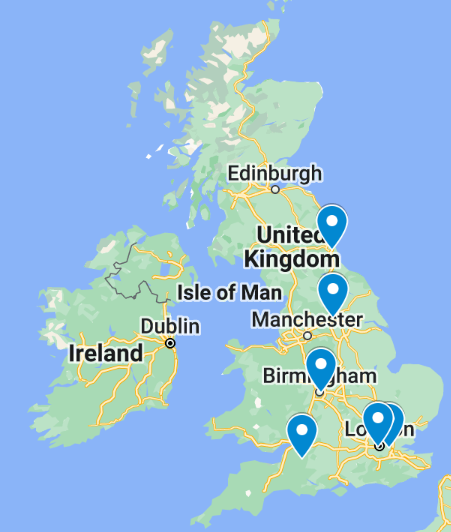 Edinburgh
United
Kingdom
Isle of Man
Dublin
Manchester
Ireland
Birmingham
London